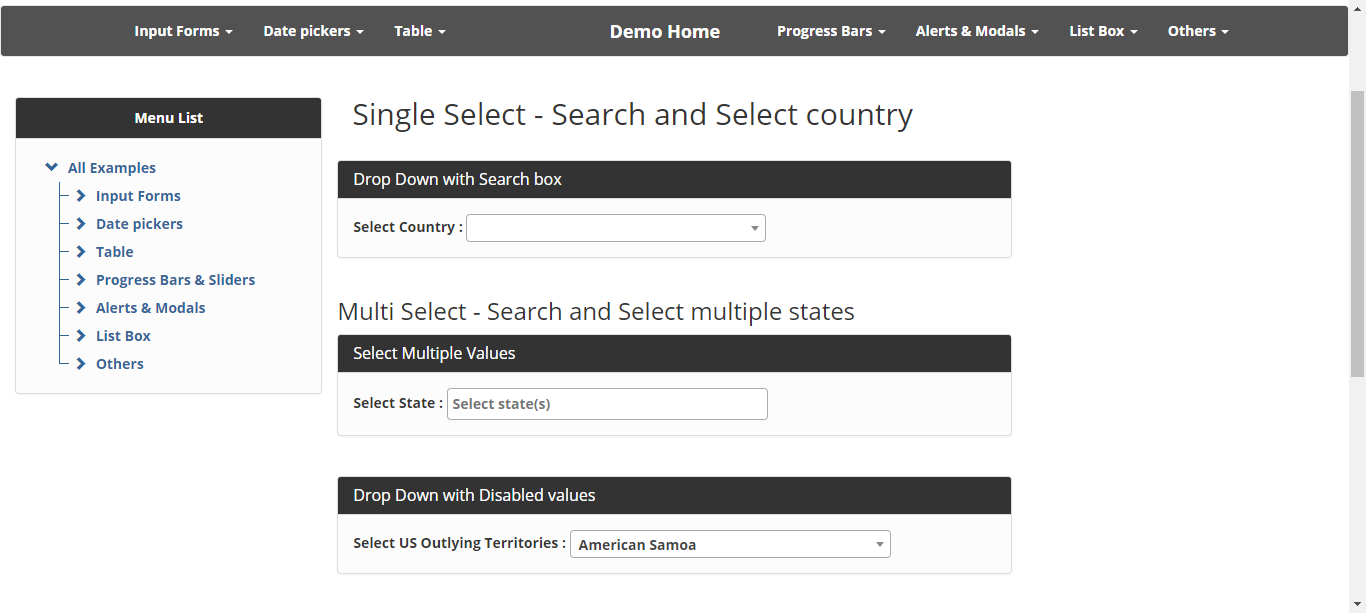 Input Forms Date pickers Table Demo Home Progress Bars Alerts & Modals List Box Others
Menu List
All Examples
Input Forms
Date pickers
Table
Progress Bars & Sliders
Alerts & Modals
List Box
Others
Single Select - Search and Select country
Drop Down with Search box
Select Country :
Multi Select - Search and Select multiple states
Select Multiple Values
Select State : Select state(s)
Drop Down with Disabled values
Select US Outlying Territories : American Samoa